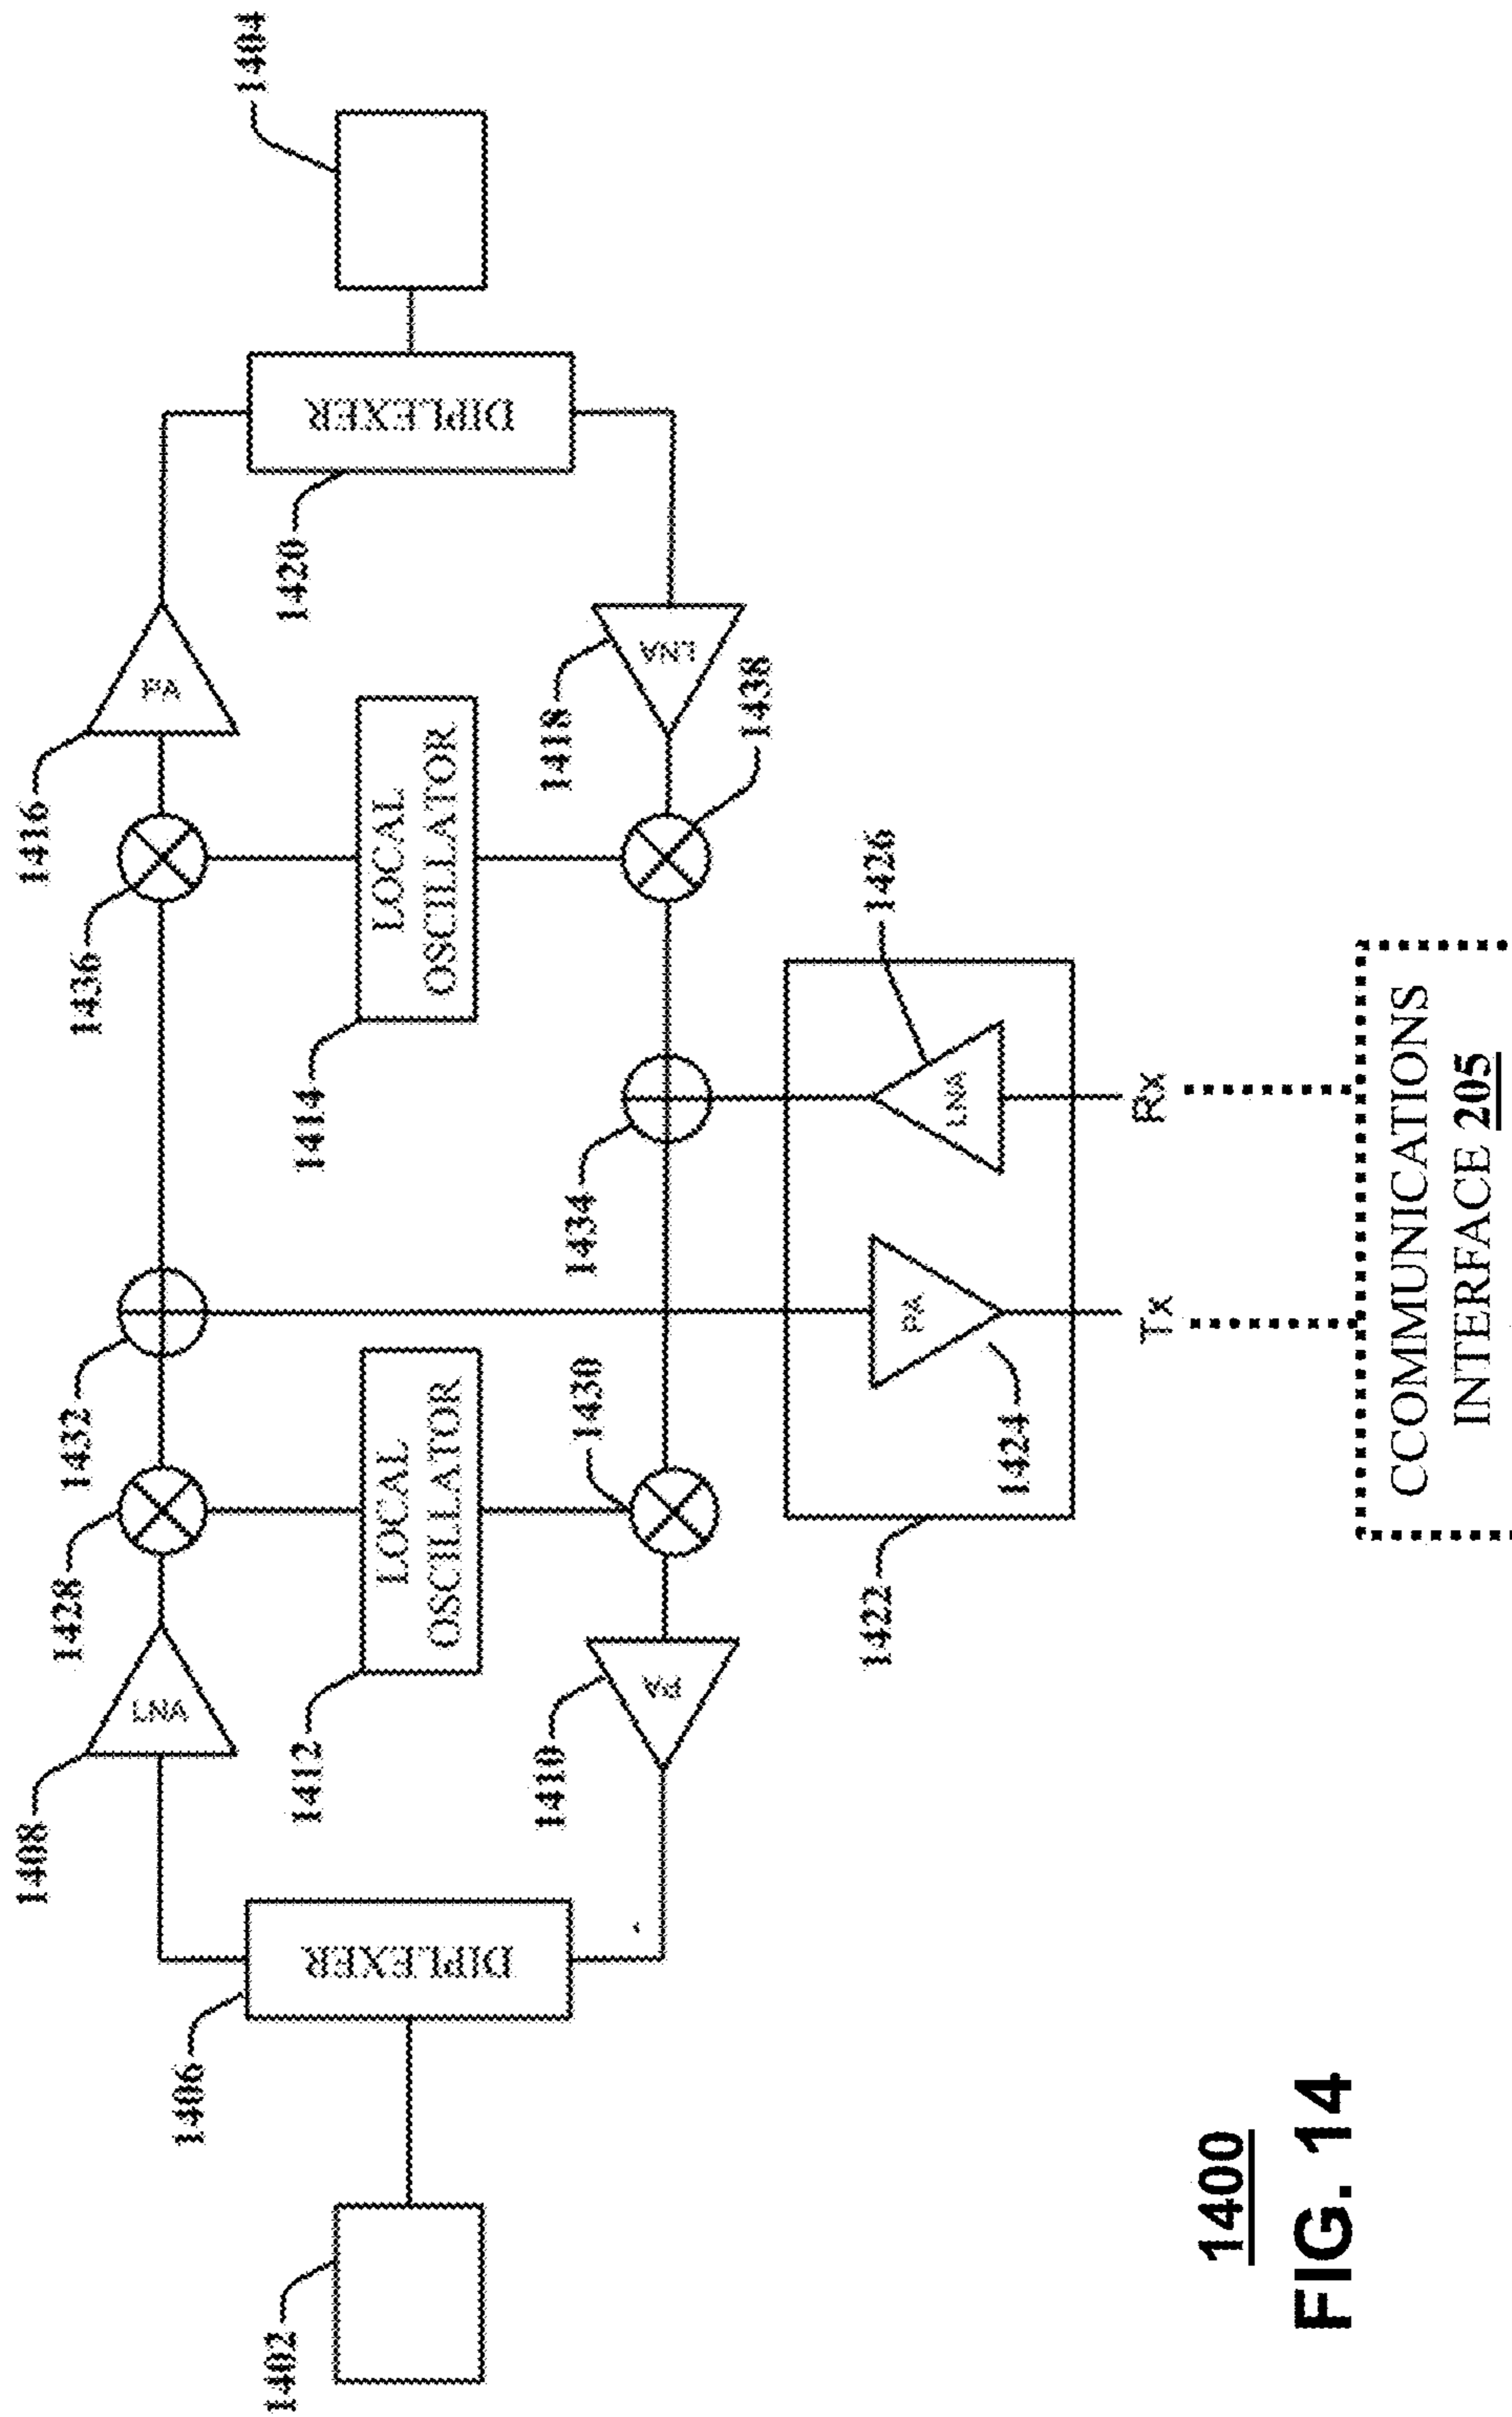 1404
1416
PA
1436
1420
DIPLEXER
1414
LOCAL
OSCILLATOR
1418
LNA
1438
1426
LNA
1434
Rx
1432
1428
LNA
1408
1412
LOCAL
OSCILLATOR
1430
1410
PA
1406
DIPLEXER
1402
1422
1424
PA
Tx
CCOMMUNICATIONS
INTERFACE 205
1400
FIG. 14